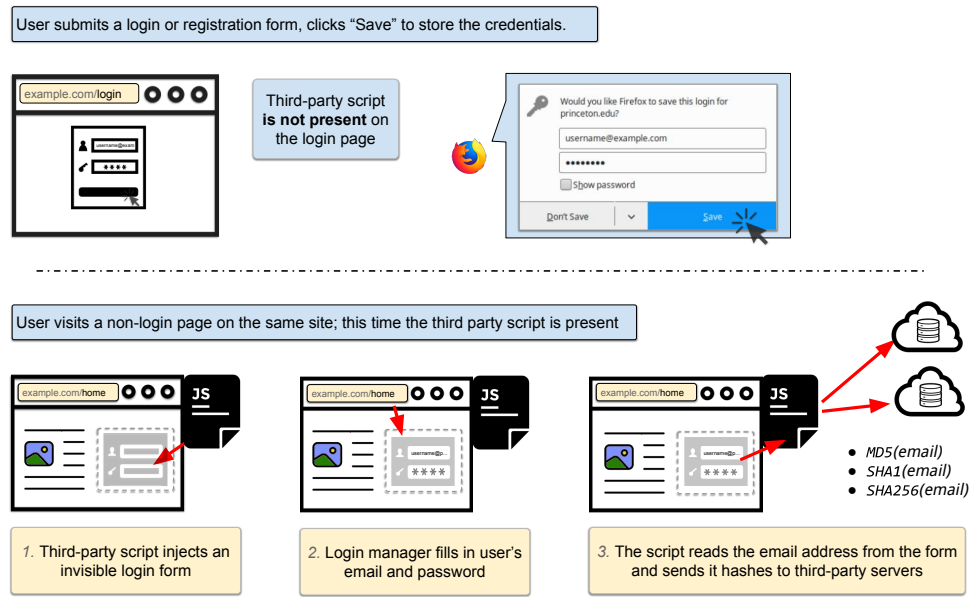 User submits a login or registration form, clicks “Save” to store the credentials.
example.com/login
username@exam
****
Third-party script
is not present on
the login page
Would you like Firefox to save this login for
princeton.edu?
username@example.com
••••••••
Show password
Don't Save
Save
User visits a non-login page on the same site; this time the third party script is present
example.com/home
JS
example.com/home
JS
username@p...
****
example.com/home
JS
username@p...
****
• MD5(email)
• SHA1(email)
• SHA256(email)
1. Third-party script injects an
invisible login form
2. Login manager fills in user’s
email and password
3. The script reads the email address from the form
and sends it hashes to third-party servers